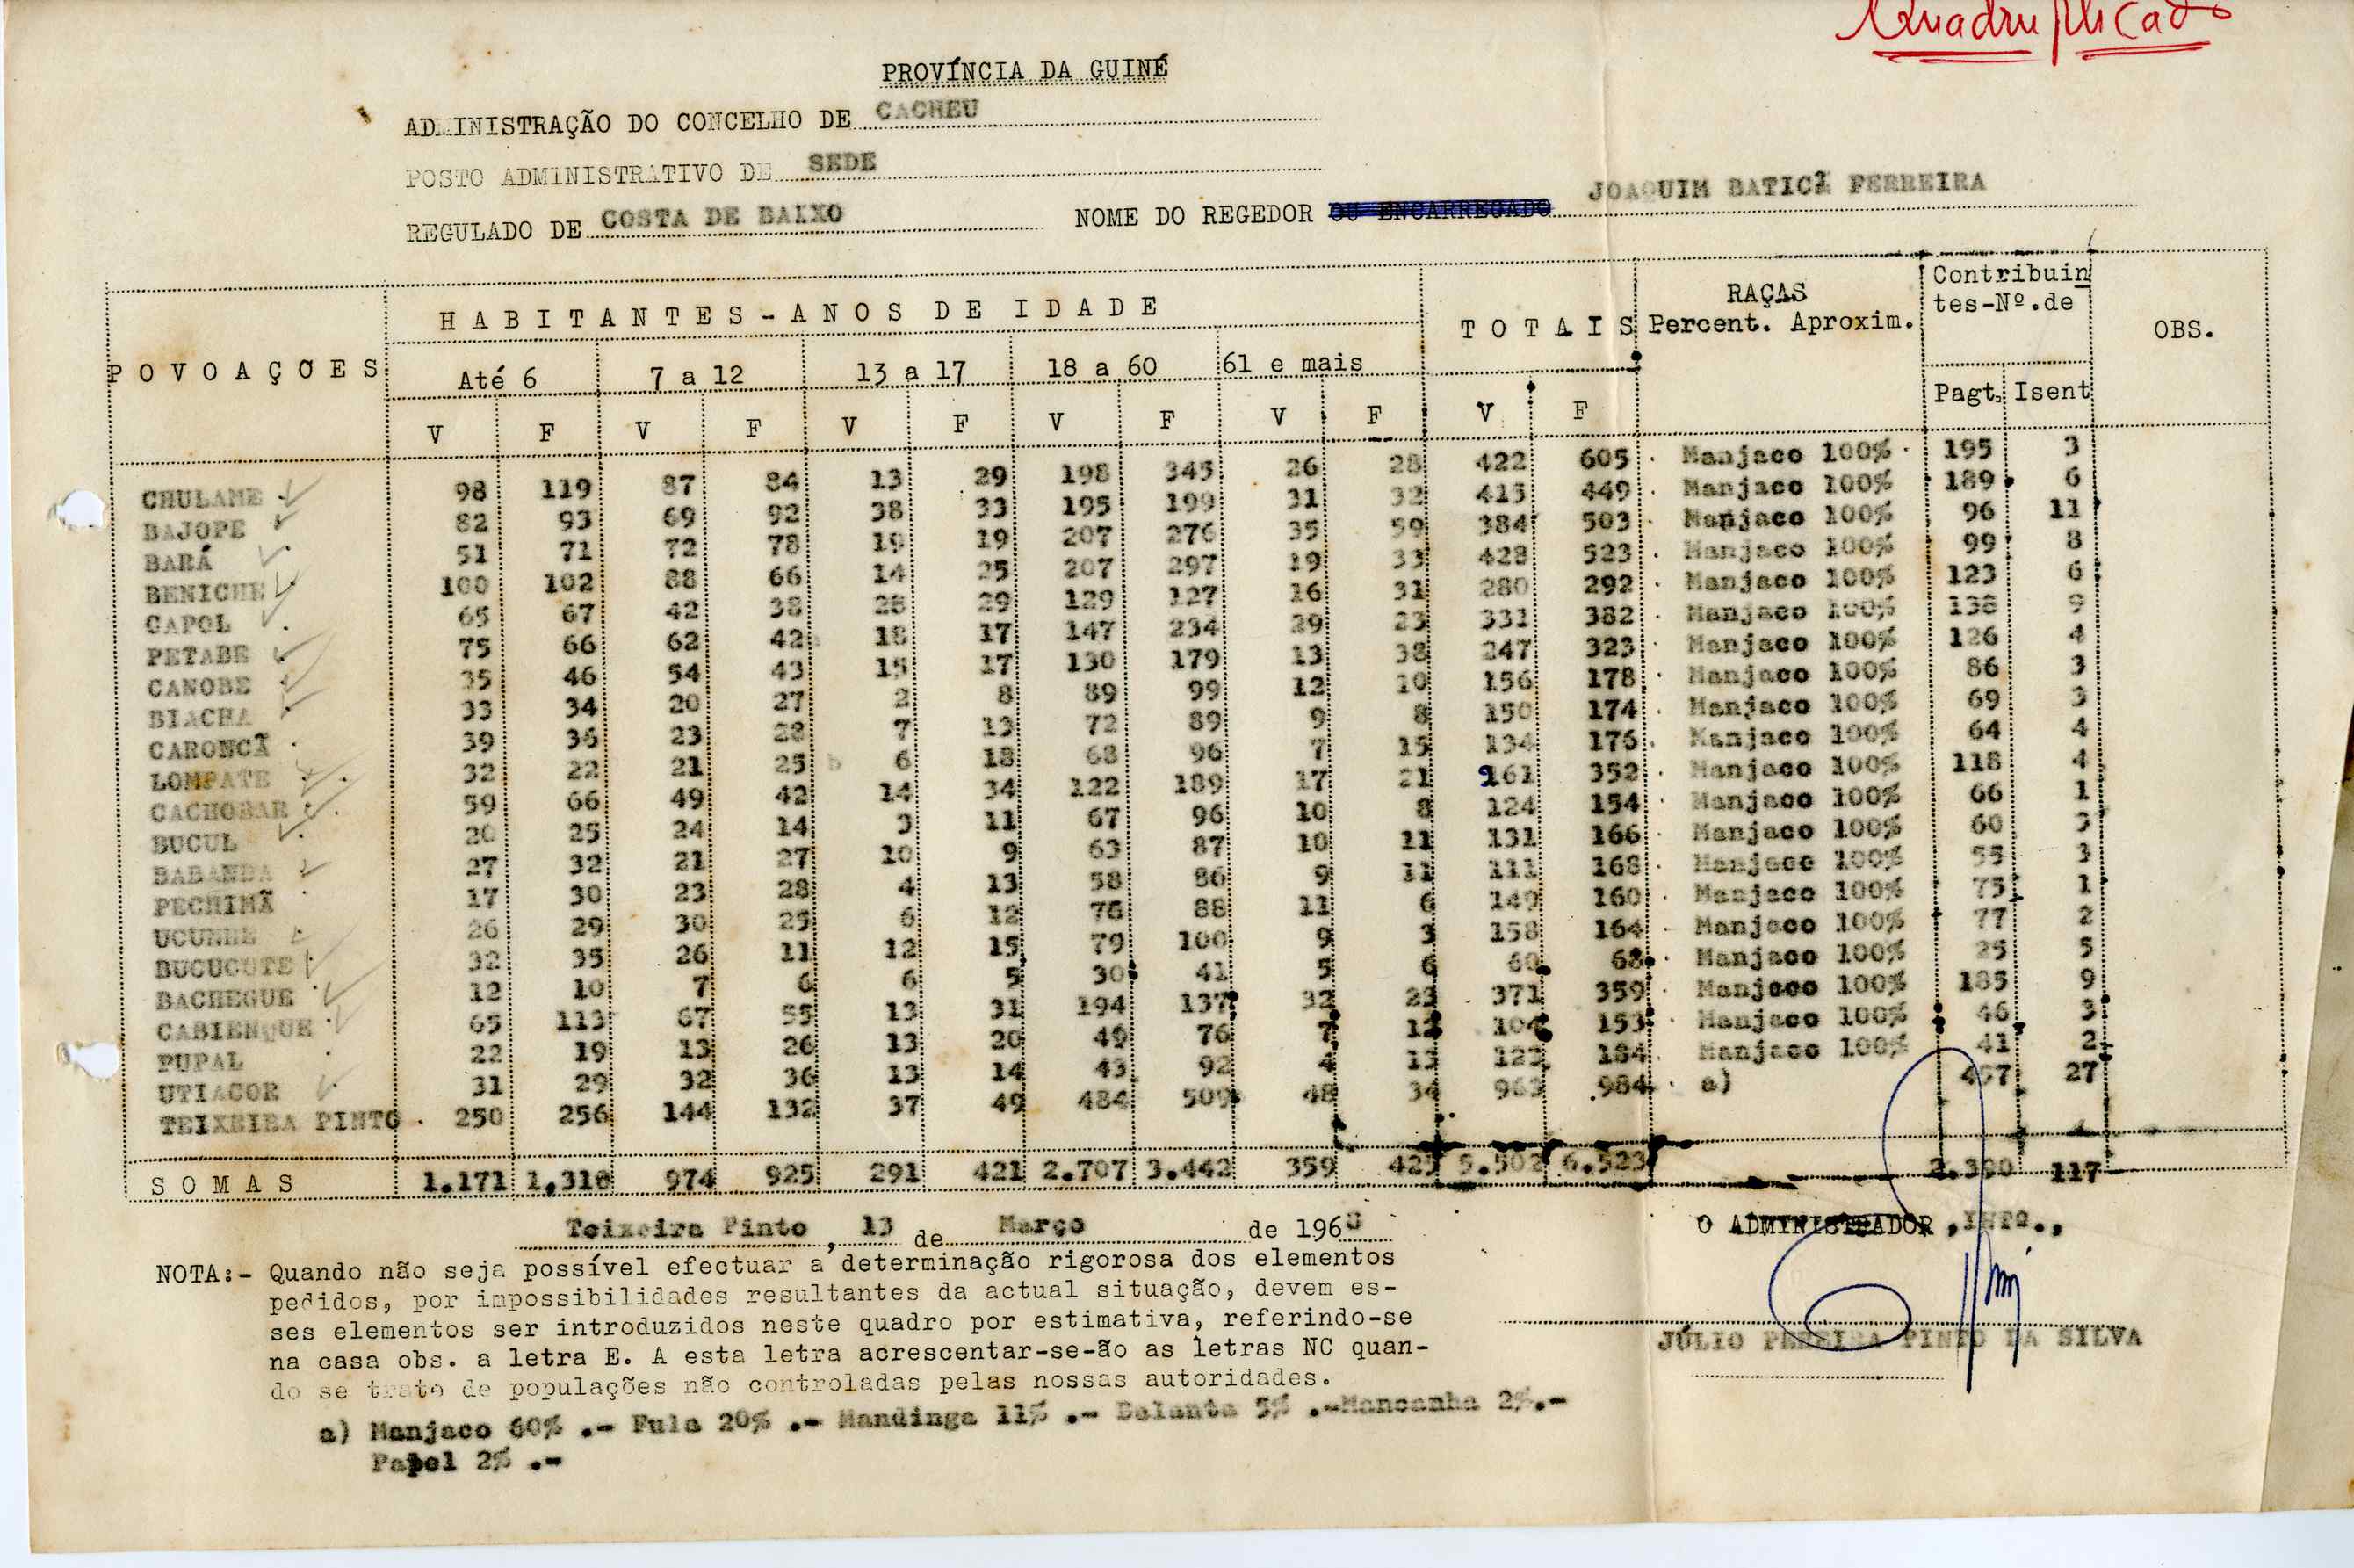 Quadruplicado
PROVÍNCIA DA GUINÉ
ADMINISTRAÇÃO DO CONCELHO DE CACHEU
POSTO ADMINISTRATIVO DE SEDE
REGULADO DE COSTA DE BAIXO NOME DO REGEDOR OU ENCARREGADO JOAQUIM BATICÃ FERREIRA
POVOAÇÕES HABITANTES-ANOS DE IDADE TOTAIS RAÇAS Percent. Aproxim. Contribuin tes-Nº.de OBS.
Até 6 7 a 12 13 a 17 18 a 60 61 e mais Pagt. Isent
V F V F V F V F V F V F
CHULAME 98 119 87 84 13 29 198 345 26 28 422 605 Manjaco 100% 195 3
BAJOPE 82 93 69 92 38 33 195 199 31 32 415 449 Manjaco 100% 189 6
BARÁ 51 71 72 78 19 19 207 276 35 59 384 503 Manjaco 100% 96 11
BENICHE 100 102 88 66 14 25 207 297 19 33 428 523 Manjaco 100% 99 8
CAPOL 65 67 42 38 28 29 129 127 16 31 280 292 Manjaco 100% 123 6
PETABE 75 66 62 42 18 17 147 234 29 23 331 382 Manjaco 100% 138 9
CANOBE 35 46 54 43 15 17 130 179 13 38 247 323 Manjaco 100% 126 4
BIACHA 33 34 20 27 2 8 89 99 12 10 156 178 Manjaco 100% 86 3
CARONCÃ 39 36 23 28 7 13 72 89 9 8 150 174 Manjaco 100% 69 3
LOMPATE 32 22 21 25 6 18 68 96 7 15 134 176 Manjaco 100% 64 4
CACHOBAR 59 66 49 42 14 34 122 189 17 21 261 352 Manjaco 100% 118 4
BUCUL 20 25 24 14 3 11 67 96 10 8 124 154 Manjaco 100% 66 1
BABANDA 27 32 21 27 10 9 63 87 10 11 131 166 Manjaco 100% 60 3
PECHIMÃ 17 30 23 28 4 13 58 86 9 11 111 168 Manjaco 100% 55 3
UCUNHE 26 29 30 25 6 12 76 88 11 6 149 160 Manjaco 100% 75 1
BUCUCUTE 32 35 26 11 12 15 79 100 9 3 158 164 Manjaco 100% 77 2
BACHEGUE 12 10 7 6 6 5 30 41 5 6 60 68 Manjaco 100% 25 5
CABIENQUE 65 113 67 55 13 31 194 137 32 23 371 359 Manjaco 100% 185 9
PUPAL 22 19 13 26 13 20 49 76 7 12 104 153 Manjaco 100% 46 3
UTIACOR 31 29 32 36 13 14 43 92 4 13 123 184 Manjaco 100% 41 2
TEIXEIRA PINTO 250 256 144 132 37 49 484 509 48 34 963 984 a) 457 27
SOMAS 1.171 1.310 974 925 291 421 2.707 3.442 359 425 5.502 6.523 2.390 117
Teixeira Pinto, 13 de Março de 1968
O ADMINISTRADOR, INTº.,
NOTA:- Quando não seja possível efectuar a determinação rigorosa dos elementos
pedidos, por impossibilidades resultantes da actual situação, devem es-
ses elementos ser introduzidos neste quadro por estimativa, referindo-se
na casa obs. a letra E. A esta letra acrescentar-se-ão as letras NC quan-
do se trate de populações não controladas pelas nossas autoridades.
JÚLIO PEREIRA PINTO DA SILVA
a) Manjaco 60% .- Fula 20% .- Mandinga 11% .- Balanta 5% .-Mancanha 2%.-
Papel 2% .-